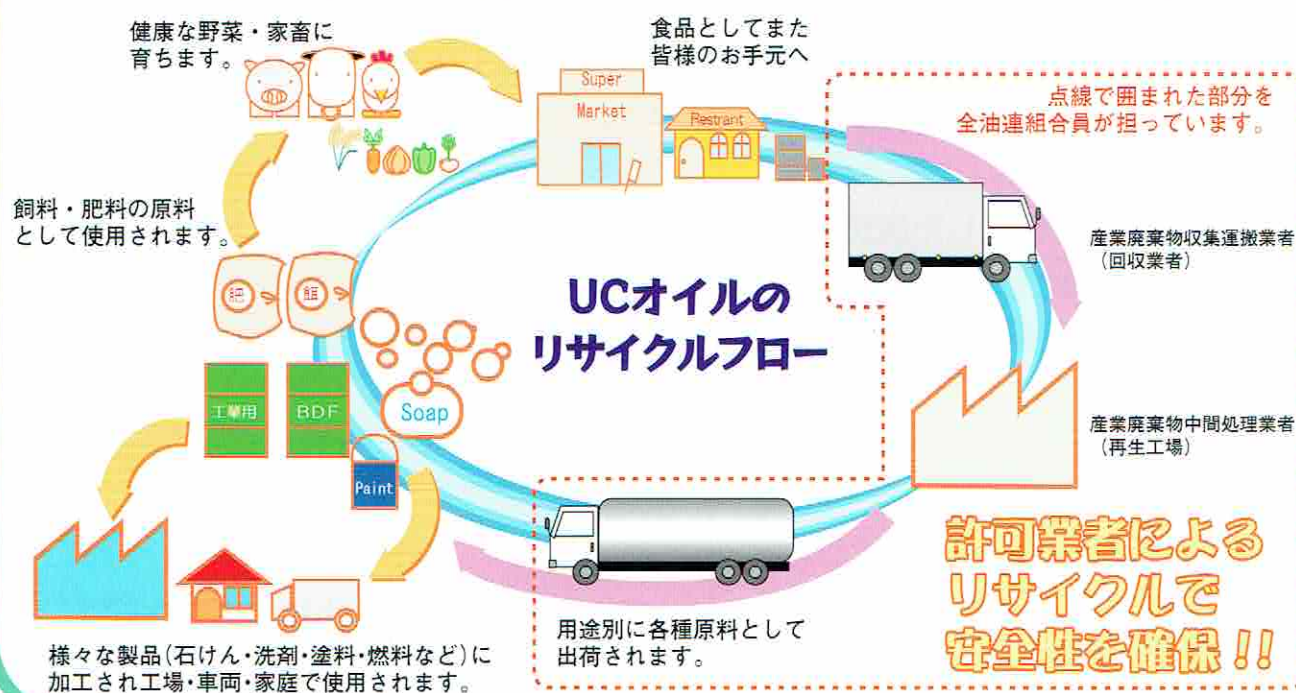 健康な野菜・家畜に
育ちます。
食品としてまた
皆様のお手元へ
Super
Market
Restrant
点線で囲まれた部分を
全油連組合員が担っています。
飼料・肥料の原料
として使用されます。
産業廃棄物収集運搬業者
（回収業者）
肥
餌
UCオイルの
リサイクルフロー
工業用
BDF
Soap
Paint
産業廃棄物中間処理業者
（再生工場）
許可業者による
リサイクルで
安全性を確保!!
用途別に各種原料として
出荷されます。
様々な製品(石けん・洗剤・塗料・燃料など)に
加工され工場・車両・家庭で使用されます。